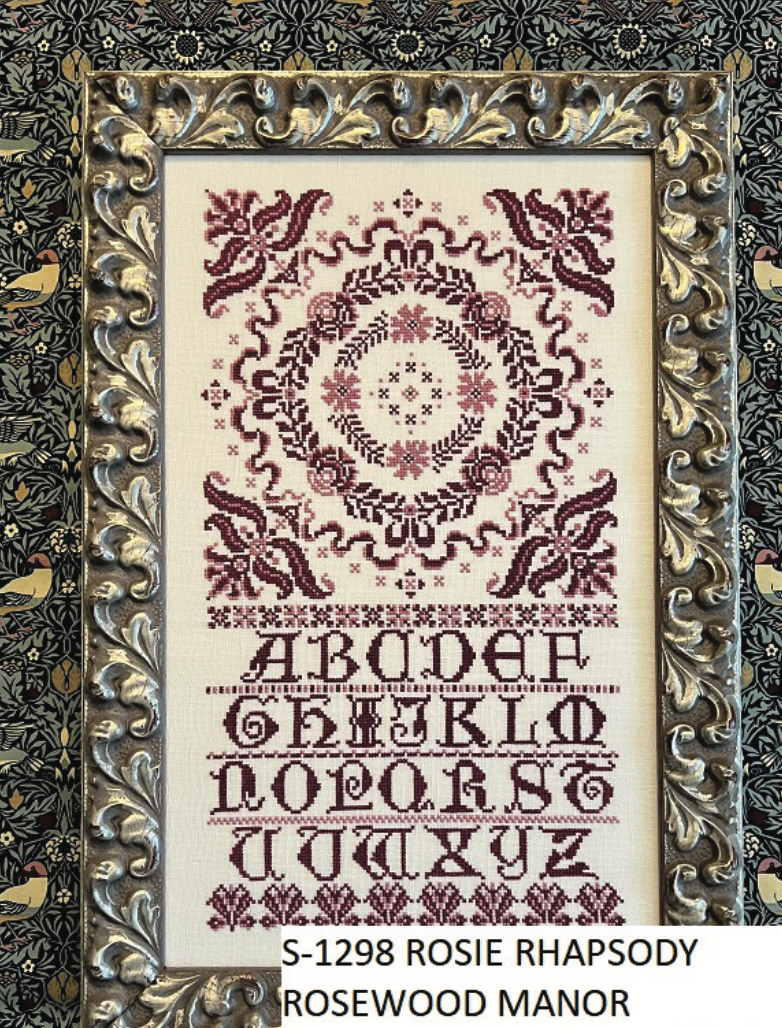 ABCDEF
GHIJKLM
NOPQRST
UVWXYZ
S-1298 ROSIE RHAPSODY
ROSEWOOD MANOR